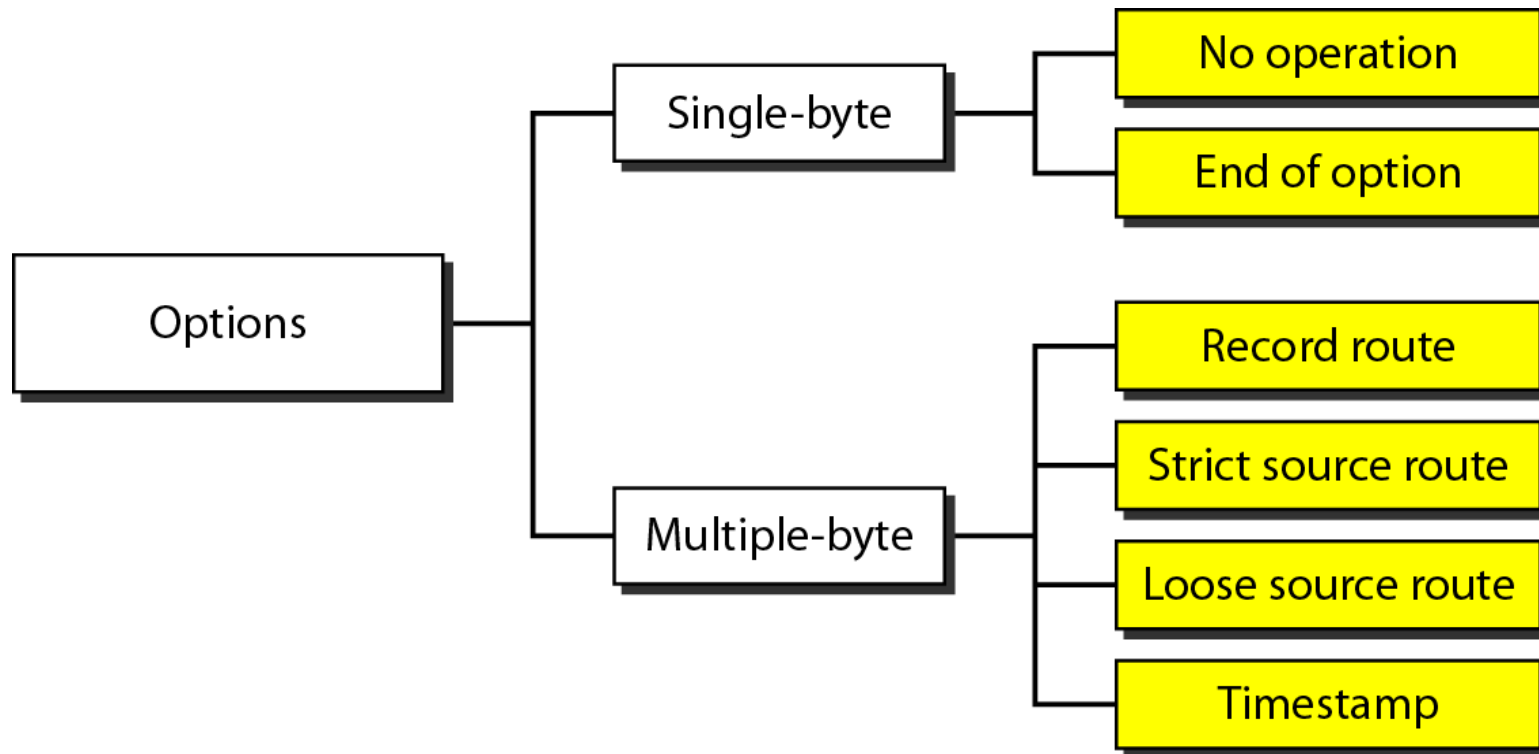 Options
Single-byte
No operation
End of option
Multiple-byte
Record route
Strict source route
Loose source route
Timestamp